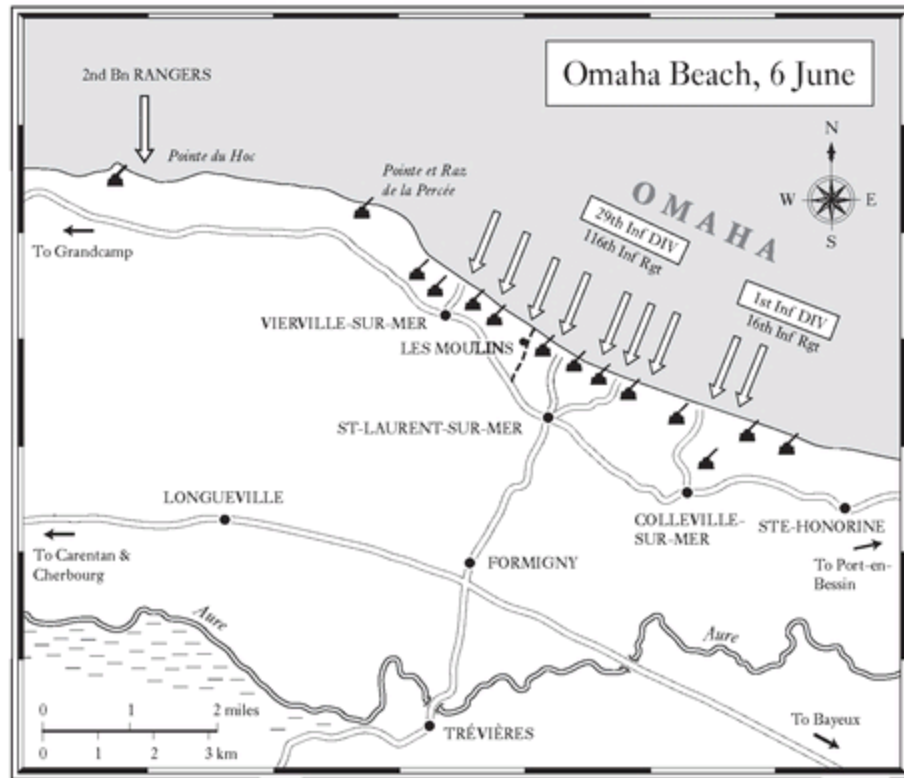 Omaha Beach, 6 June
2nd Bn RANGERS
Pointe du Hoc
Pointe et Raz
de la Percée
N
W
E
S
OMAHA
29th Inf DIV
116th Inf Rgt
1st Inf DIV
16th Inf Rgt
To Grandcamp
VIERVILLE-SUR-MER
LES MOULINS
ST-LAURENT-SUR-MER
LONGUEVILLE
COLLEVILLE-
SUR-MER
STE-HONORINE
To Carentan &
Cherbourg
FORMIGNY
To Port-en-
Bessin
Aure
Aure
0 1 2 miles
0 1 2 3 km
TRÉVIÈRES
To Bayeux